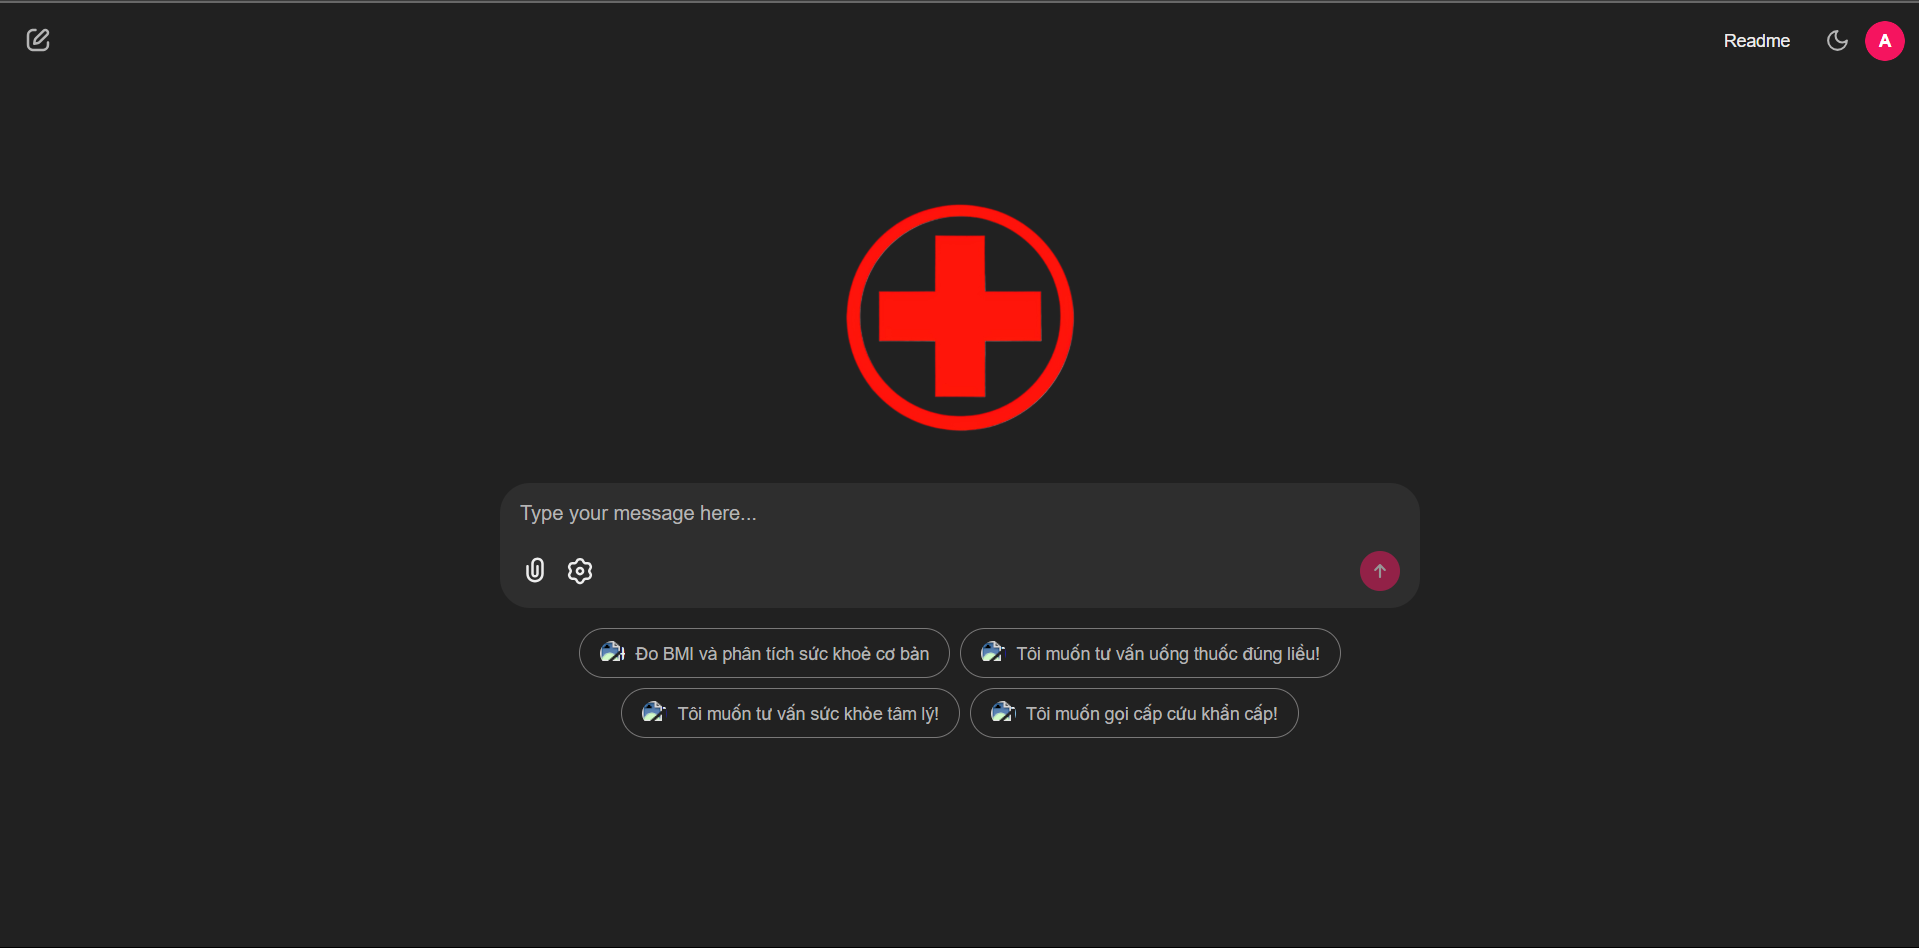 Readme
A
Type your message here...
Đo BMI và phân tích sức khoẻ cơ bản
Tôi muốn tư vấn uống thuốc đúng liều!
Tôi muốn tư vấn sức khỏe tâm lý!
Tôi muốn gọi cấp cứu khẩn cấp!